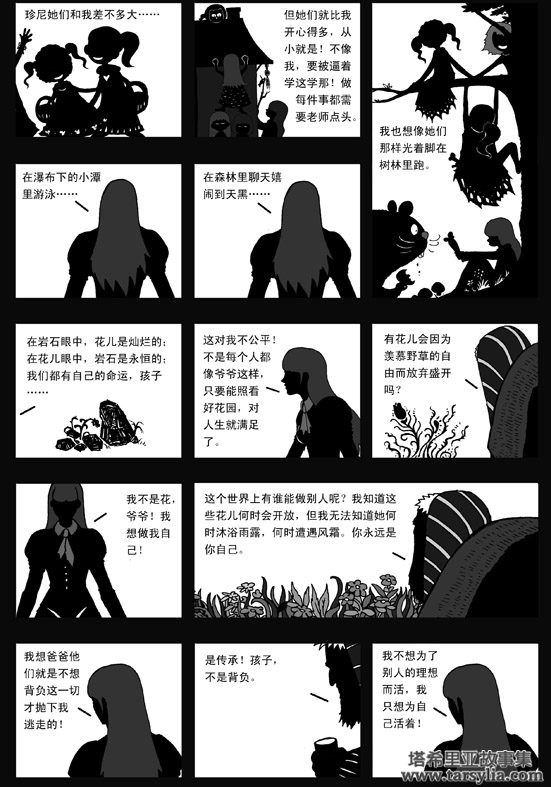 珍尼她们和我差不多大……
但她们就比我
开心得多，从
小就是！不像
我，要被逼着
学这学那！做
每件事都需
要老师点头。
我也想像她们
那样光着脚在
树林里跑。
在瀑布下的小潭
里游泳……
在森林里聊天嬉
闹到天黑……
在岩石眼中，花儿是灿烂的；
在花儿眼中，岩石是永恒的；
我们都有自己的命运，孩子
……
这对我不公平！
不是每个人都
像爷爷这样，
只要能照看
好花园，对
人生就满足
了。
有花儿会因为
羡慕野草的自
由而放弃盛开
吗？
我不是花，
爷爷！我
想做我自
己！
这个世界上有谁能做别人呢？我知道这
些花儿何时会开放，但我无法知道她何
时沐浴雨露，何时遭遇风霜。你永远是
你自己。
我想爸爸他
们就是不想
背负这一切
才抛下我
逃走的！
是传承！孩子，
不是背负。
我不想为了
别人的理想
而活，我
只想为自
己活着！
塔希里亚故事集
www.tarsylia.com